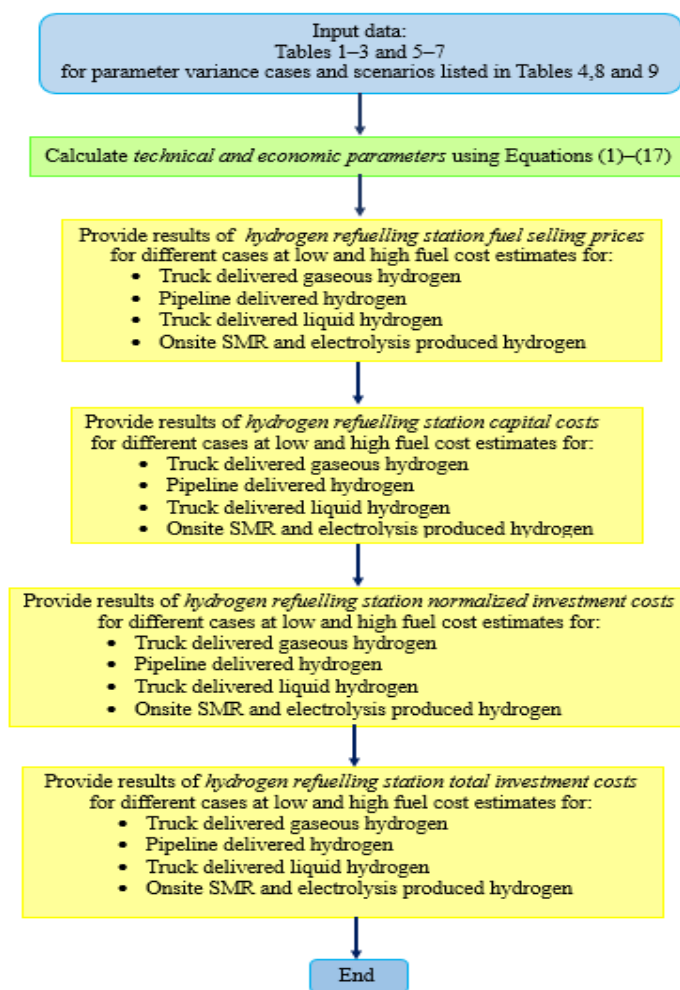 Input data:
Tables 1–3 and 5–7
for parameter variance cases and scenarios listed in Tables 4,8 and 9
Calculate technical and economic parameters using Equations (1)–(17)
Provide results of hydrogen refuelling station fuel selling prices
for different cases at low and high fuel cost estimates for:
• Truck delivered gaseous hydrogen
• Pipeline delivered hydrogen
• Truck delivered liquid hydrogen
• Onsite SMR and electrolysis produced hydrogen
Provide results of hydrogen refuelling station capital costs
for different cases at low and high fuel cost estimates for:
• Truck delivered gaseous hydrogen
• Pipeline delivered hydrogen
• Truck delivered liquid hydrogen
• Onsite SMR and electrolysis produced hydrogen
Provide results of hydrogen refuelling station normalized investment costs
for different cases at low and high fuel cost estimates for:
• Truck delivered gaseous hydrogen
• Pipeline delivered hydrogen
• Truck delivered liquid hydrogen
• Onsite SMR and electrolysis produced hydrogen
Provide results of hydrogen refuelling station total investment costs
for different cases at low and high fuel cost estimates for:
• Truck delivered gaseous hydrogen
• Pipeline delivered hydrogen
• Truck delivered liquid hydrogen
• Onsite SMR and electrolysis produced hydrogen
End